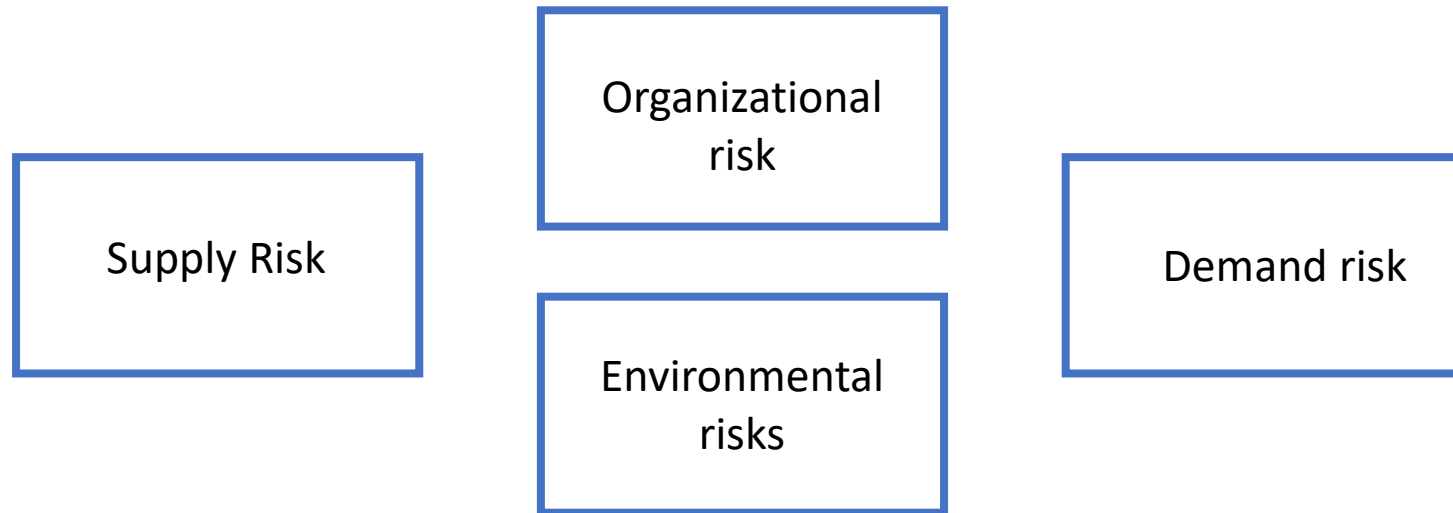 Supply Risk
Organizational
risk
Environmental
risks
Demand risk